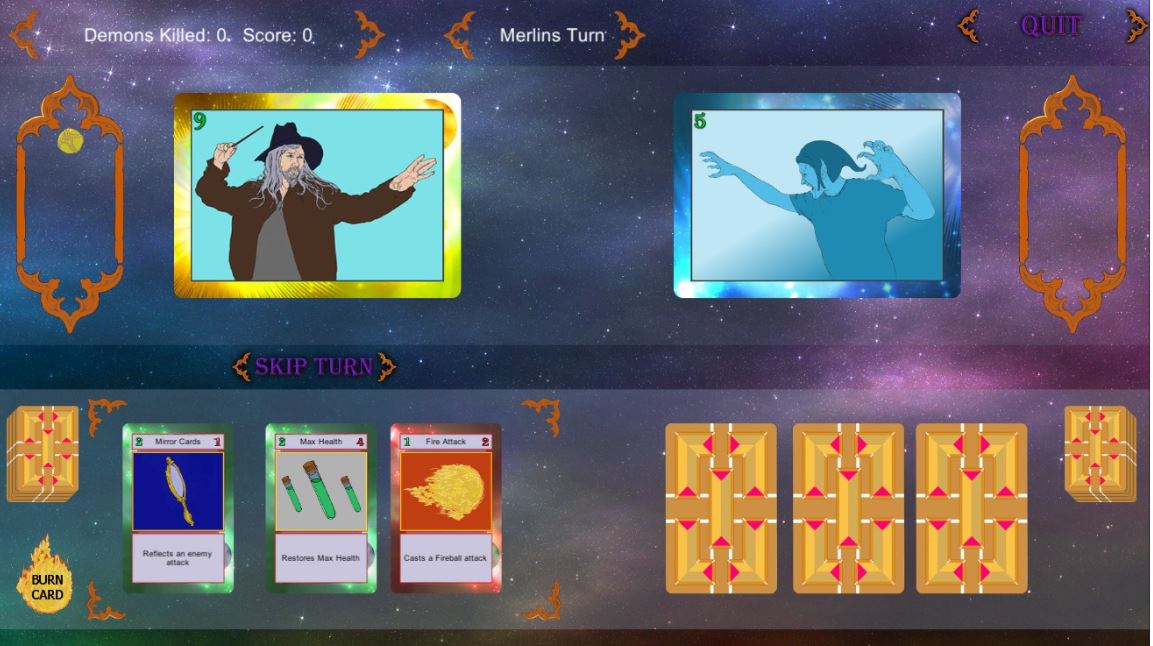 Demons Killed: 0. Score: 0
Merlins Turn
QUIT
9
5
SKIP TURN
2 Mirror Cards 1
Reflects an enemy
attack
2 Max Health 4
Restores Max Health
1 Fire Attack 2
Casts a Fireball attack
BURN
CARD